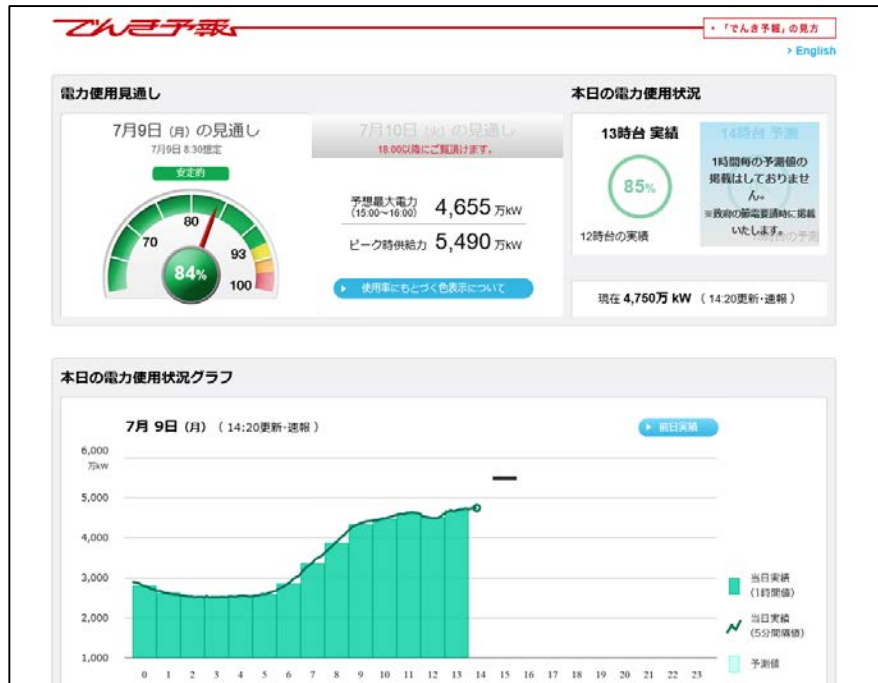 でんき予報
・「でんき予報」の見方
> English
電力使用見通し
7月9日 (月) の見通し
7月9日 8:30想定
安定的
70
80
93
100
84%
7月10日 (火) の見通し
18:00以降にご覧頂けます。
予想最大電力
(15:00~16:00)
4,655 万kW
ピーク時供給力 5,490 万kW
使用率にもとづく色表示について
本日の電力使用状況
13時台 実績
85%
12時台の実績
14時台 予測
1時間毎の予測値の
掲載はしておりませ
ん。
※政府の節電要請時に掲載
いたします。
現在 4,750万 kW ( 14:20更新・速報 )
本日の電力使用状況グラフ
7月 9日 (月) ( 14:20更新・速報 )
前日実績
6,000
万kW
5,000
4,000
3,000
2,000
1,000
0 1 2 3 4 5 6 7 8 9 10 11 12 13 14 15 16 17 18 19 20 21 22 23
当日実績
(1時間値)
当日実績
(5分間隔値)
予測値